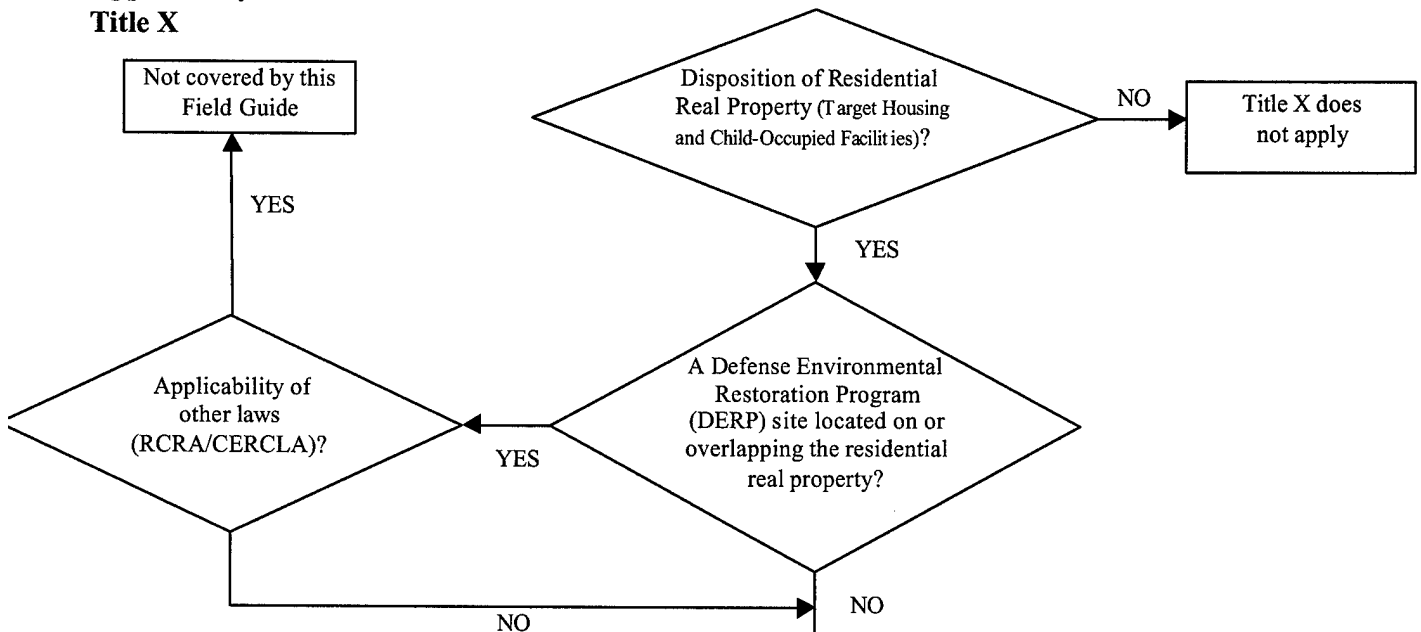 Title X
Not covered by this
Field Guide
Disposition of Residential
Real Property (Target Housing
and Child-Occupied Facilities)?
NO
Title X does
not apply
YES
YES
Applicability of
other laws
(RCRA/CERCLA)?
YES
A Defense Environmental
Restoration Program
(DERP) site located on or
overlapping the residential
real property?
NO
NO